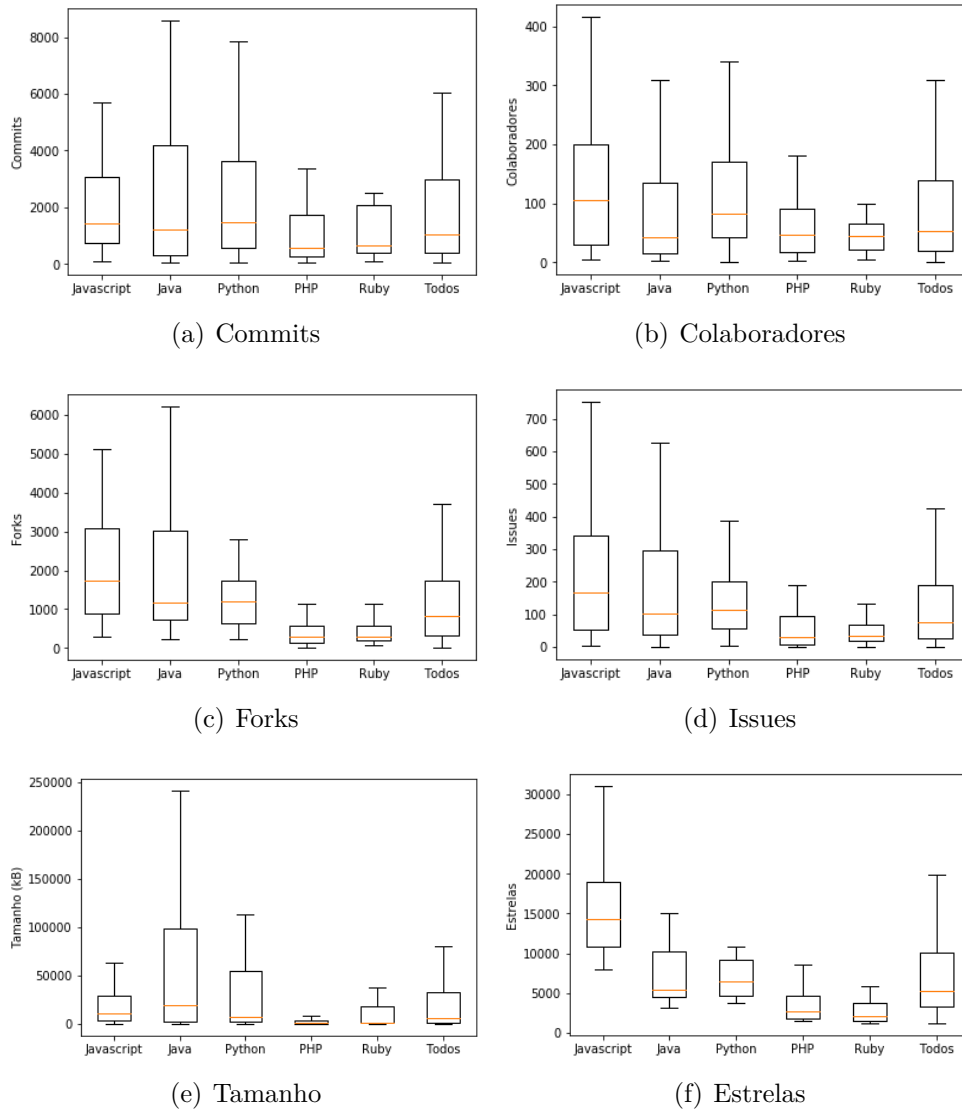 Commits
8000
6000
4000
2000
0
Javascript Java Python PHP Ruby Todos
(a) Commits
Colaboradores
400
300
200
100
0
Javascript Java Python PHP Ruby Todos
(b) Colaboradores
Forks
6000
5000
4000
3000
2000
1000
0
Javascript Java Python PHP Ruby Todos
(c) Forks
Issues
700
600
500
400
300
200
100
0
Javascript Java Python PHP Ruby Todos
(d) Issues
Tamanho (kB)
250000
200000
150000
100000
50000
0
Javascript Java Python PHP Ruby Todos
(e) Tamanho
Estrelas
30000
25000
20000
15000
10000
5000
0
Javascript Java Python PHP Ruby Todos
(f) Estrelas